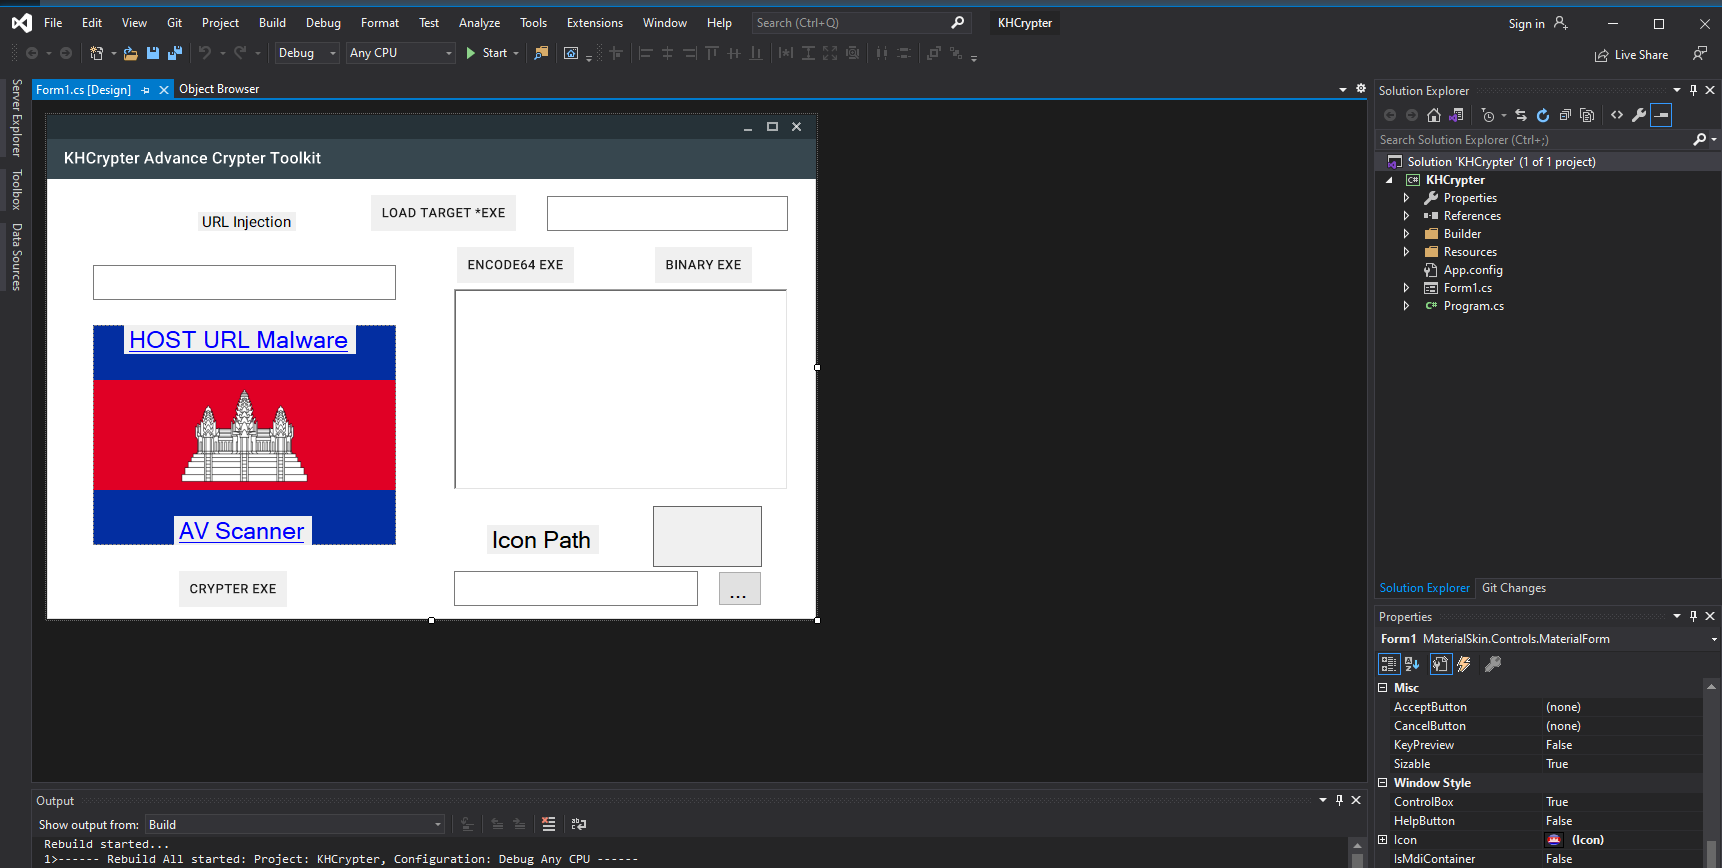 File Edit View Git Project Build Debug Format Test Analyze Tools Extensions Window Help Search (Ctrl+Q) KHCrypter Sign in
Debug Any CPU Start Live Share
Server Explorer
Toolbox
Data Sources
Form1.cs [Design] Object Browser
KHCrypter Advance Crypter Toolkit
URL Injection
LOAD TARGET *EXE
ENCODE64 EXE BINARY EXE
HOST URL Malware
AV Scanner
Icon Path
CRYPTER EXE
...
Solution Explorer
Search Solution Explorer (Ctrl+;)
Solution 'KHCrypter' (1 of 1 project)
C# KHCrypter
Properties
References
Builder
Resources
App.config
Form1.cs
C# Program.cs
Solution Explorer Git Changes
Properties
Form1 MaterialSkin.Controls.MaterialForm
Misc
AcceptButton (none)
CancelButton (none)
KeyPreview False
Sizable True
Window Style
ControlBox True
HelpButton False
Icon (Icon)
IsMdiContainer False
Output
Show output from: Build
Rebuild started...
1>------ Rebuild All started: Project: KHCrypter, Configuration: Debug Any CPU ------